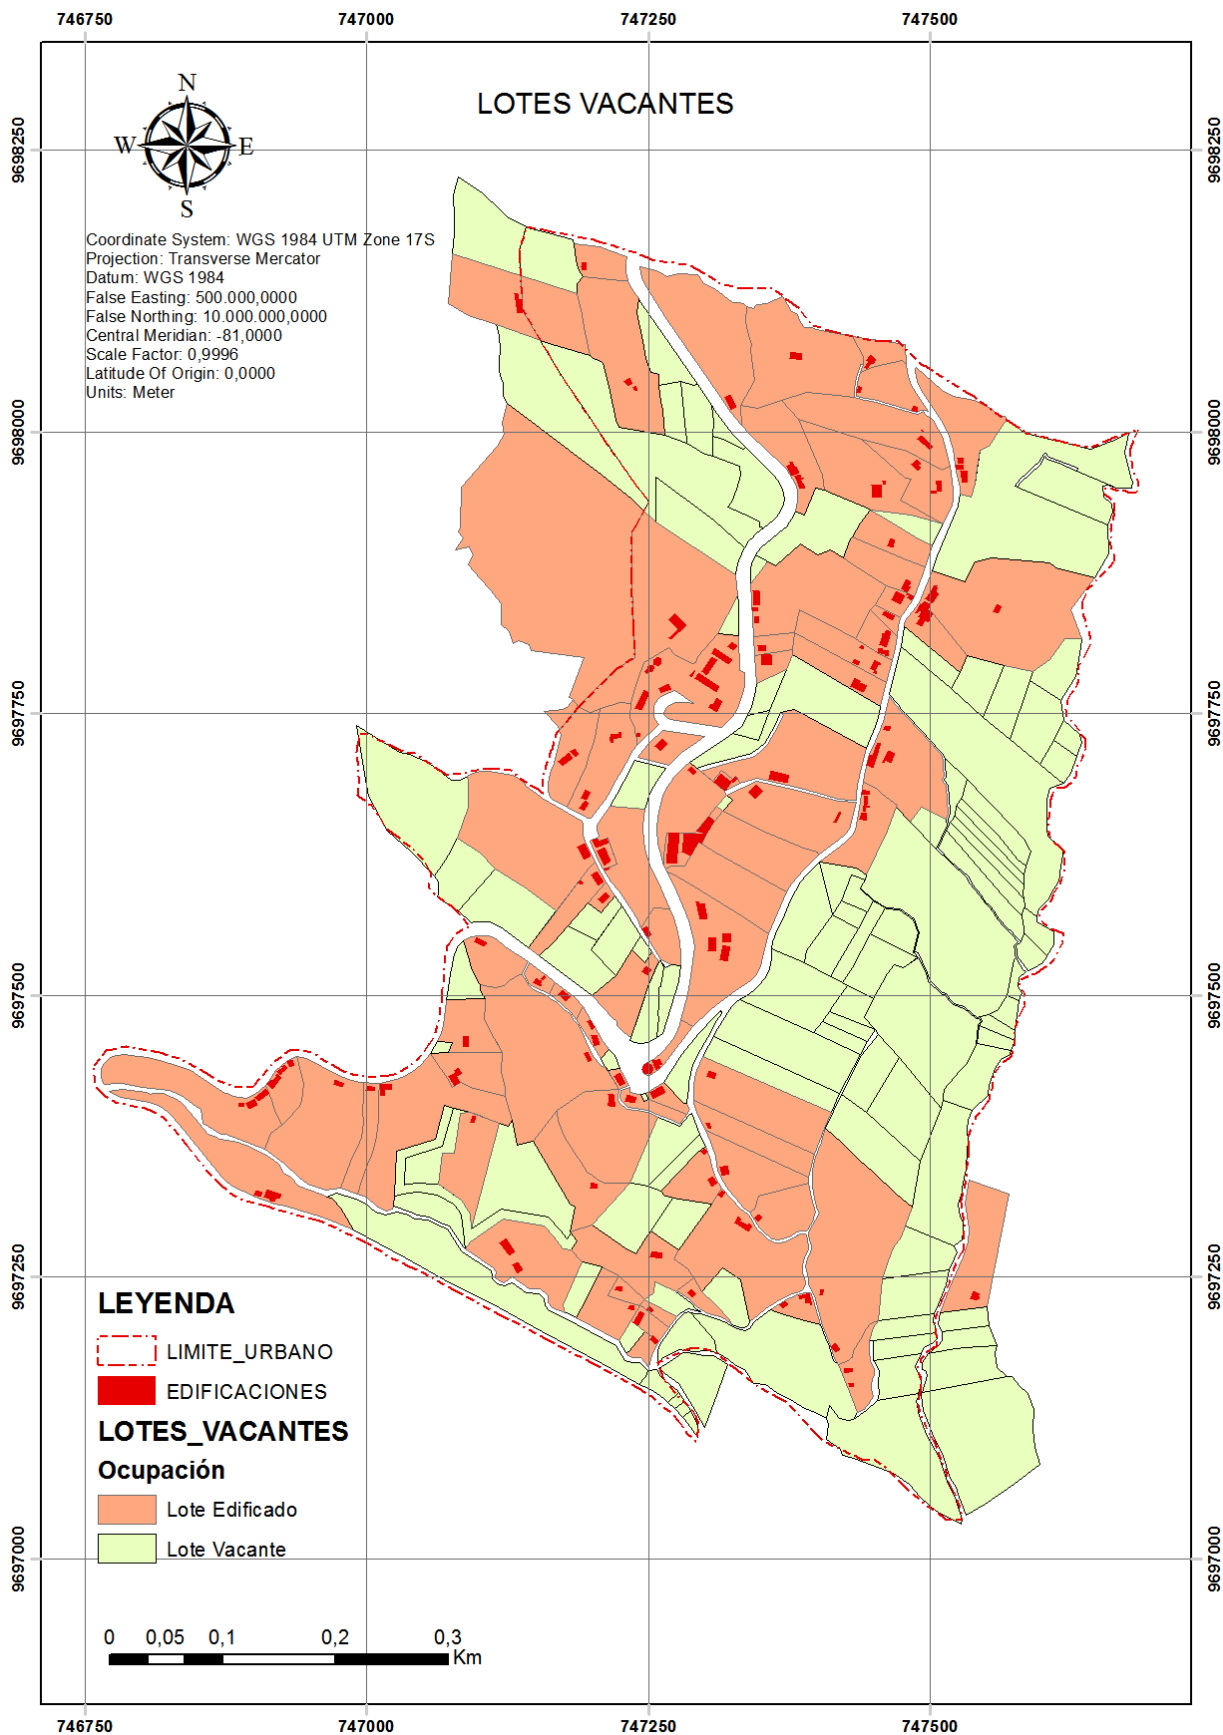 746750 747000 747250 747500
LOTES VACANTES
N
W E
S
9698250 9698250
Coordinate System: WGS 1984 UTM Zone 17S
Projection: Transverse Mercator
Datum: WGS 1984
False Easting: 500.000,0000
False Northing: 10.000.000,0000
Central Meridian: -81,0000
Scale Factor: 0,9996
Latitude Of Origin: 0,0000
Units: Meter
9698000 9698000
9697750 9697750
9697500 9697500
9697250 9697250
LEYENDA
LIMITE_URBANO
EDIFICACIONES
LOTES_VACANTES
Ocupación
Lote Edificado
Lote Vacante
9697000 9697000
0 0,05 0,1 0,2 0,3
Km
746750 747000 747250 747500